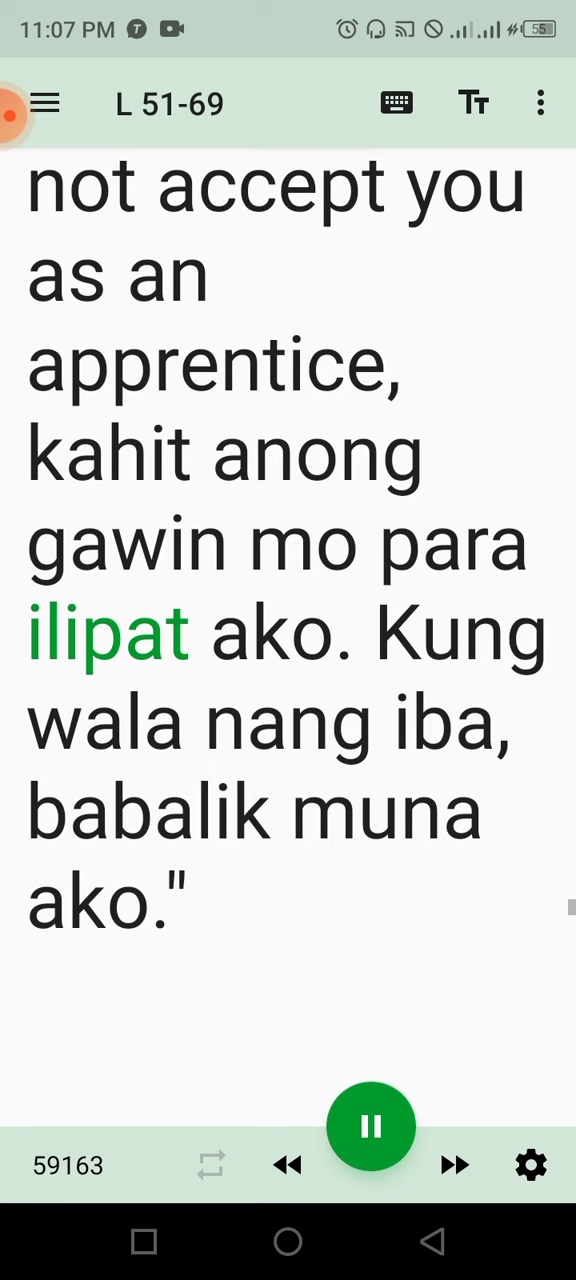 11:07 PM
55
L 51-69
not accept you
as an
apprentice,
kahit anong
gawin mo para
ilipat ako. Kung
wala nang iba,
babalik muna
ako."
59163